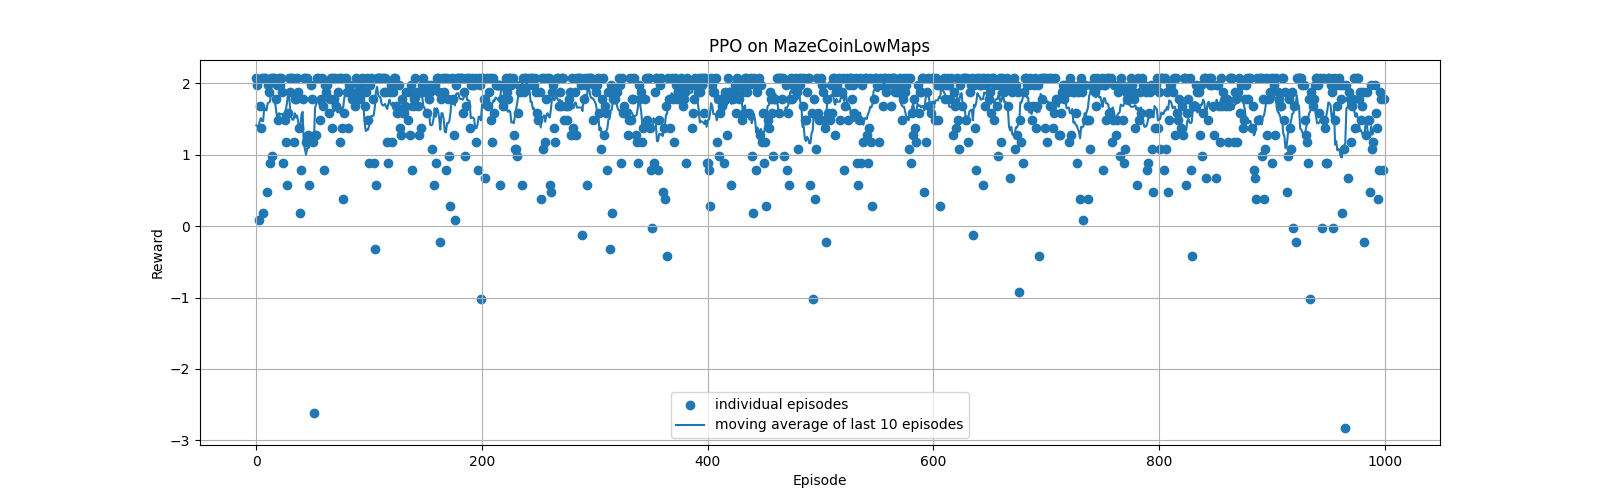 PPO on MazeCoinLowMaps
Reward
2
1
0
−1
−2
−3
individual episodes
moving average of last 10 episodes
0
200
400
600
800
1000
Episode